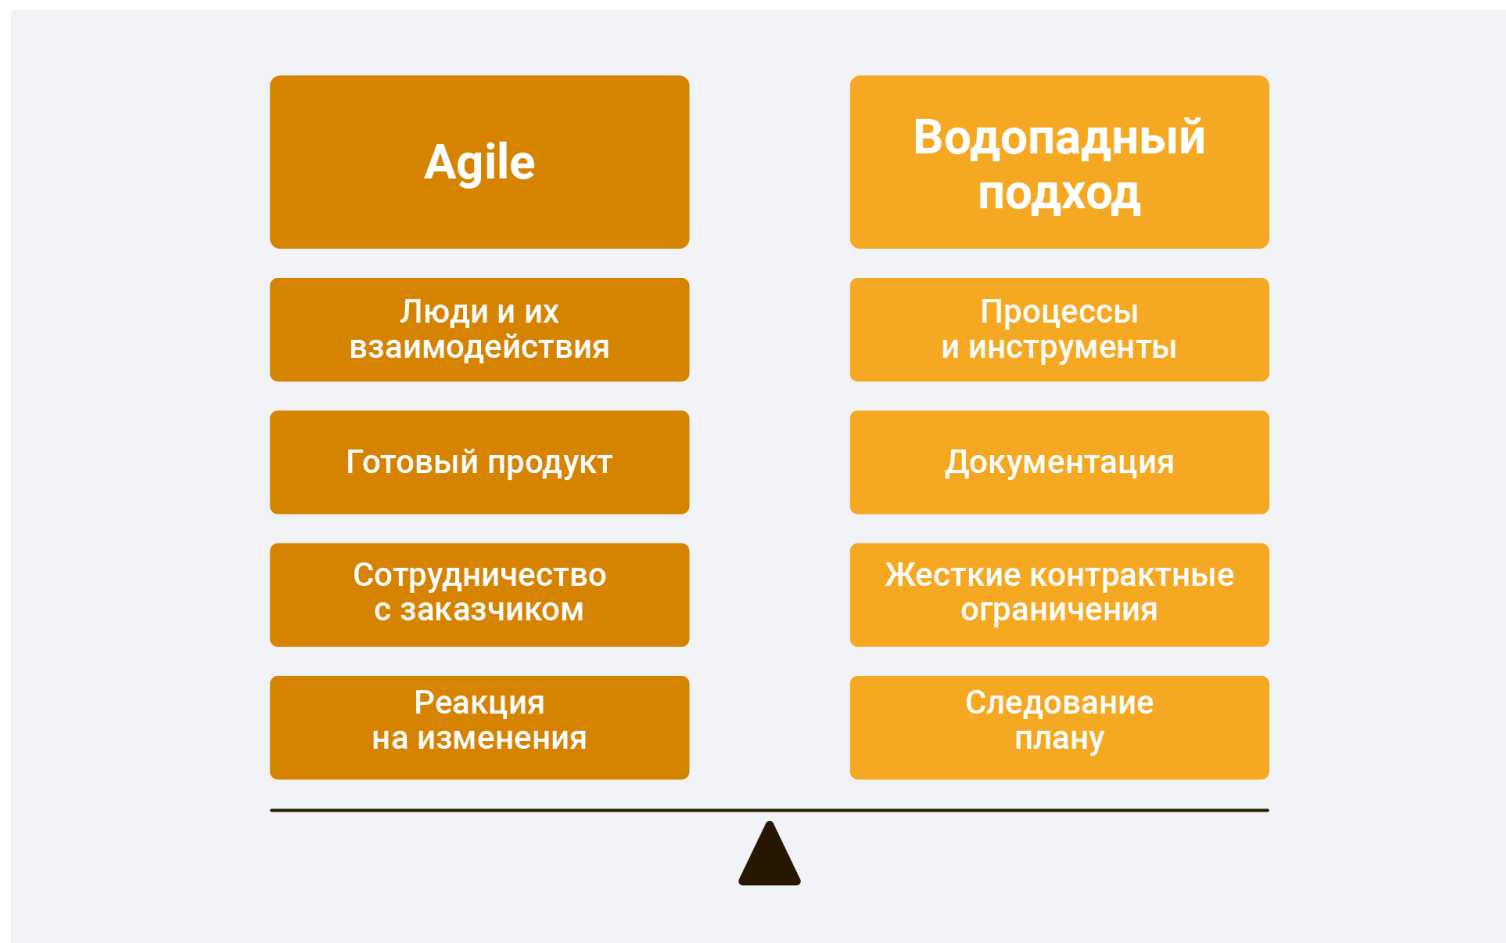 Agile
Водопадный
подход
Люди и их
взаимодействия
Процессы
и инструменты
Готовый продукт
Документация
Сотрудничество
с заказчиком
Жесткие контрактные
ограничения
Реакция
на изменения
Следование
плану